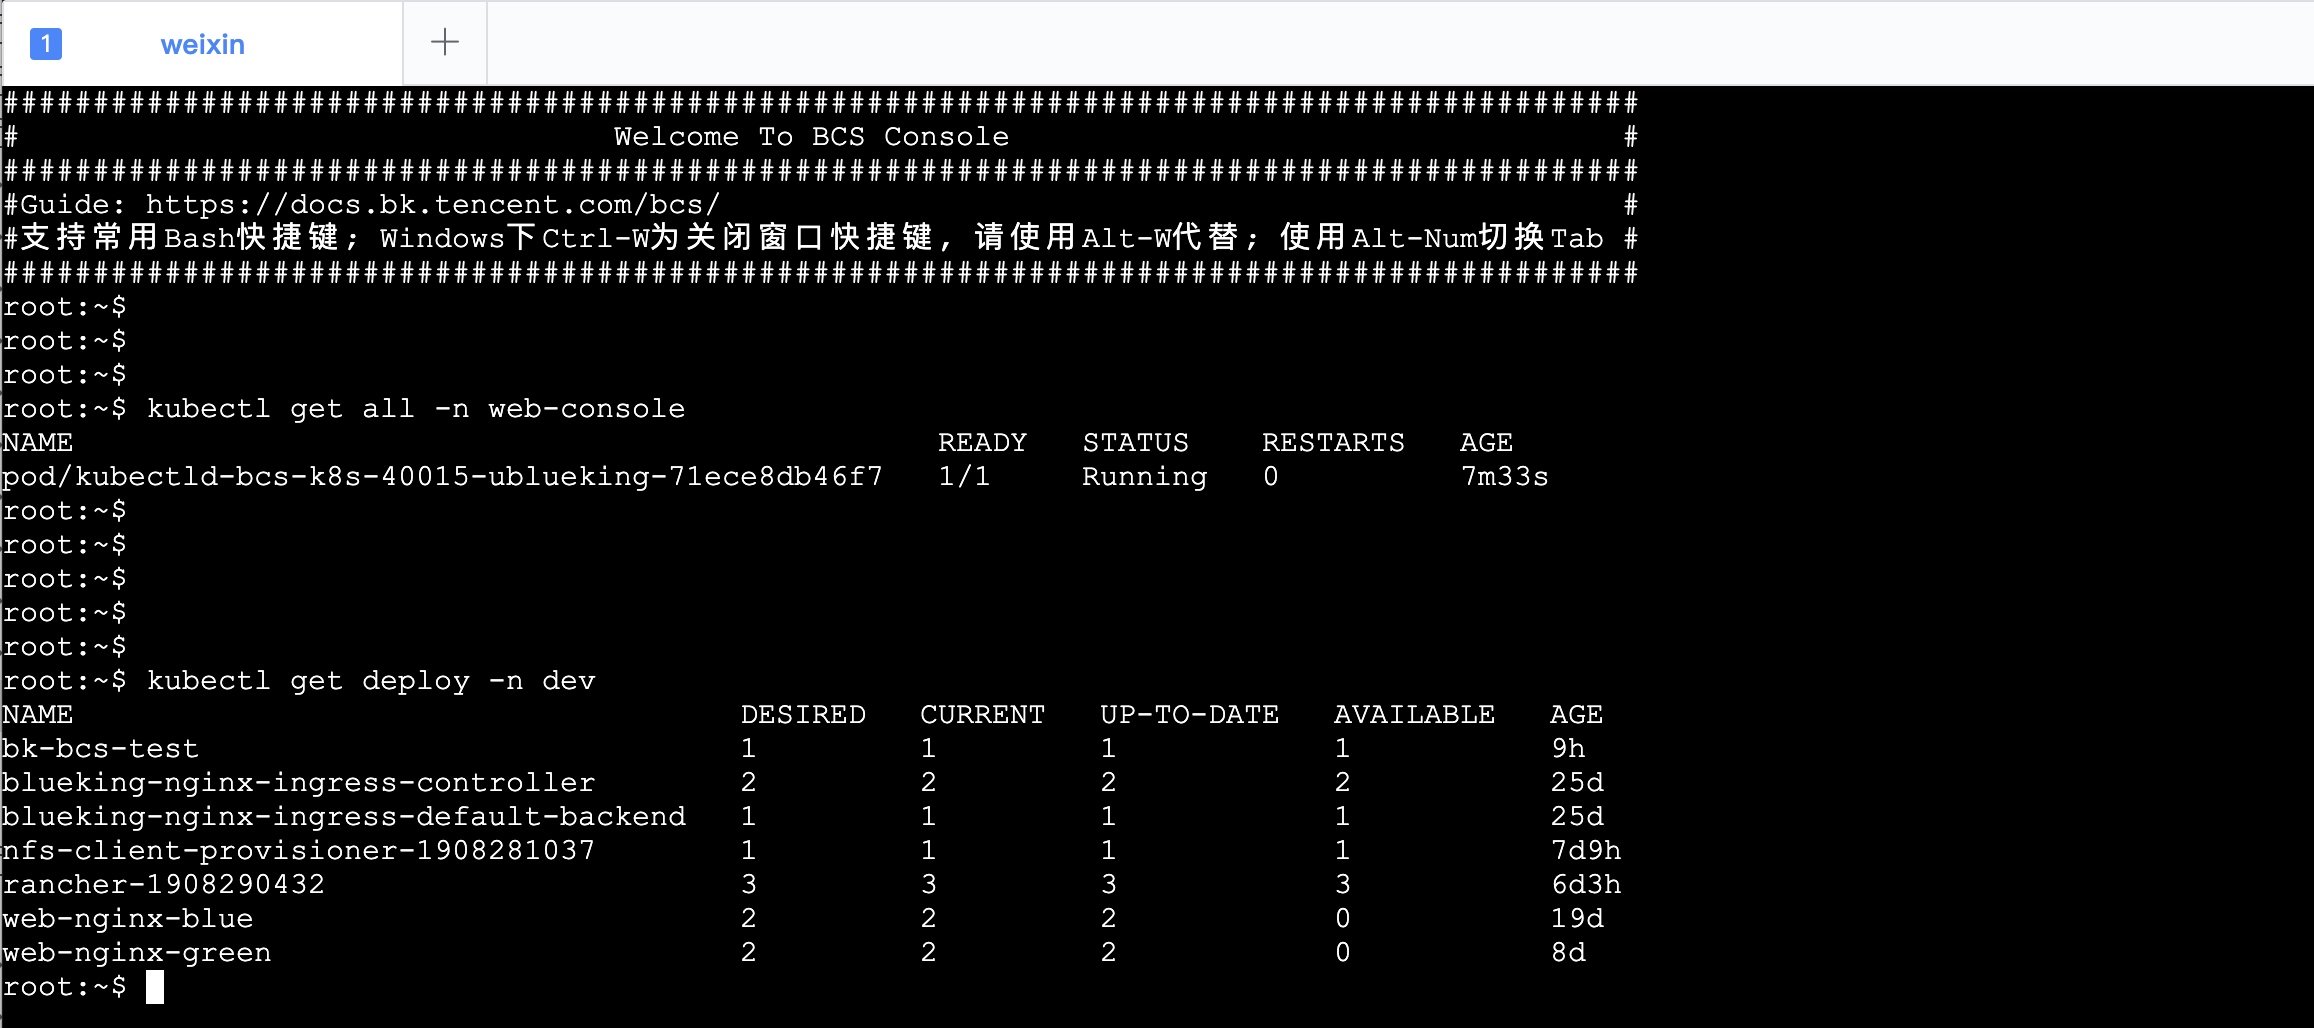 1 weixin +
###########################################################################################
# Welcome To BCS Console #
###########################################################################################
#Guide: https://docs.bk.tencent.com/bcs/ #
#支持常用Bash快捷键；Windows下Ctrl-W为关闭窗口快捷键，请使用Alt-W代替；使用Alt-Num切换Tab #
###########################################################################################
root:~$
root:~$
root:~$
root:~$ kubectl get all -n web-console
NAME READY STATUS RESTARTS AGE
pod/kubectld-bcs-k8s-40015-ublueking-71ece8db46f7 1/1 Running 0 7m33s
root:~$
root:~$
root:~$
root:~$
root:~$
root:~$ kubectl get deploy -n dev
NAME DESIRED CURRENT UP-TO-DATE AVAILABLE AGE
bk-bcs-test 1 1 1 1 9h
blueking-nginx-ingress-controller 2 2 2 2 25d
blueking-nginx-ingress-default-backend 1 1 1 1 25d
nfs-client-provisioner-1908281037 1 1 1 1 7d9h
rancher-1908290432 3 3 3 3 6d3h
web-nginx-blue 2 2 2 0 19d
web-nginx-green 2 2 2 0 8d
root:~$